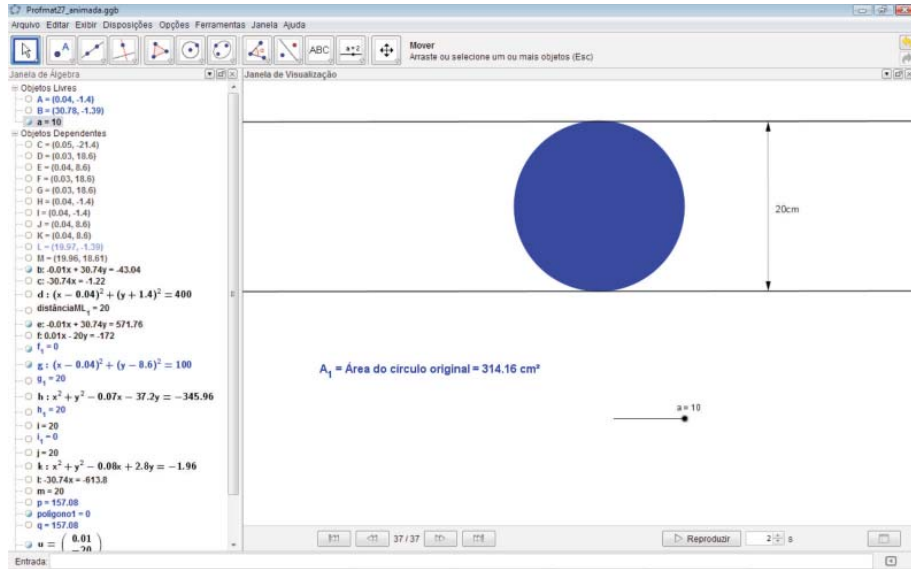 Profmat27_animada.ggb
Arquivo Editar Exibir Disposições Opções Ferramentas Janela Ajuda
A
ABC
a=2
Mover
Arraste ou selecione um ou mais objetos (Esc)
Janela de Álgebra
Janela de Visualização
Objetos Livres
A = (0.04, -1.4)
B = (30.78, -1.39)
a = 10
Objetos Dependentes
C = (0.05, -21.4)
D = (0.03, 18.6)
E = (0.04, 8.6)
F = (0.03, 18.6)
G = (0.03, 18.6)
H = (0.04, -1.4)
I = (0.04, -1.4)
J = (0.04, 8.6)
K = (0.04, 8.6)
L = (19.97, -1.39)
M = (19.96, 18.61)
b: -0.01x + 30.74y = -43.04
c: -30.74x = -1.22
d : (x − 0.04)² + (y + 1.4)² = 400
distânciaML₁ = 20
e: -0.01x + 30.74y = 571.76
f: 0.01x - 20y = -172
f₁ = 0
g : (x − 0.04)² + (y − 8.6)² = 100
g₁ = 20
h : x² + y² − 0.07x − 37.2y = −345.96
h₁ = 20
i = 20
i₁ = 0
j = 20
k : x² + y² − 0.08x + 2.8y = −1.96
l: -30.74x = -613.8
m = 20
p = 157.08
polígono1 = 0
q = 157.08
u = ( 0.01
-20 )
20cm
A₁ = Área do círculo original = 314.16 cm²
a = 10
37 / 37
Reproduzir
2 s
Entrada: